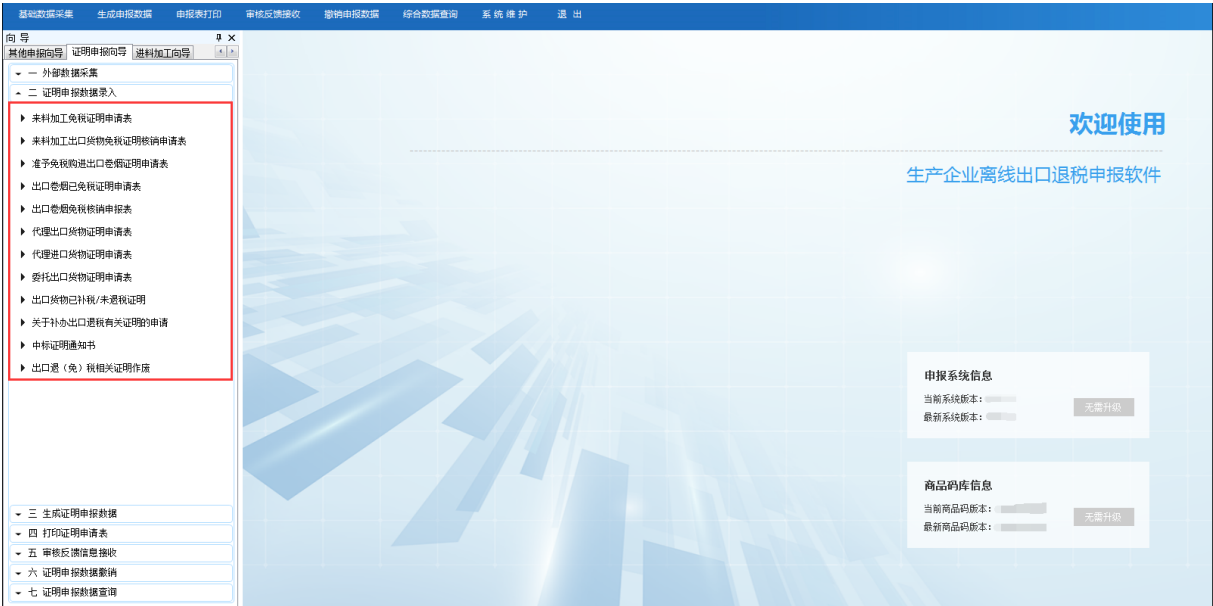 基础数据采集 生成申报数据 申报表打印 审核反馈接收 撤销申报数据 综合数据查询 系统维护 退出
向导
其他申报向导 证明申报向导 进料加工向导
一 外部数据采集
二 证明申报数据录入
来料加工免税证明申请表
来料加工出口货物免税证明核销申请表
准予免税购进出口卷烟证明申请表
出口卷烟已免税证明申请表
出口卷烟免税核销申报表
代理出口货物证明申请表
代理进口货物证明申请表
委托出口货物证明申请表
出口货物已补税/未退税证明
关于补办出口退税有关证明的申请
中标证明通知书
出口退（免）税相关证明作废
三 生成证明申报数据
四 打印证明申请表
五 审核反馈信息接收
六 证明申报数据撤销
七 证明申报数据查询
欢迎使用
生产企业离线出口退税申报软件
申报系统信息
当前系统版本：
最新系统版本：
无需升级
商品码库信息
当前商品码版本：
最新商品码版本：
无需升级